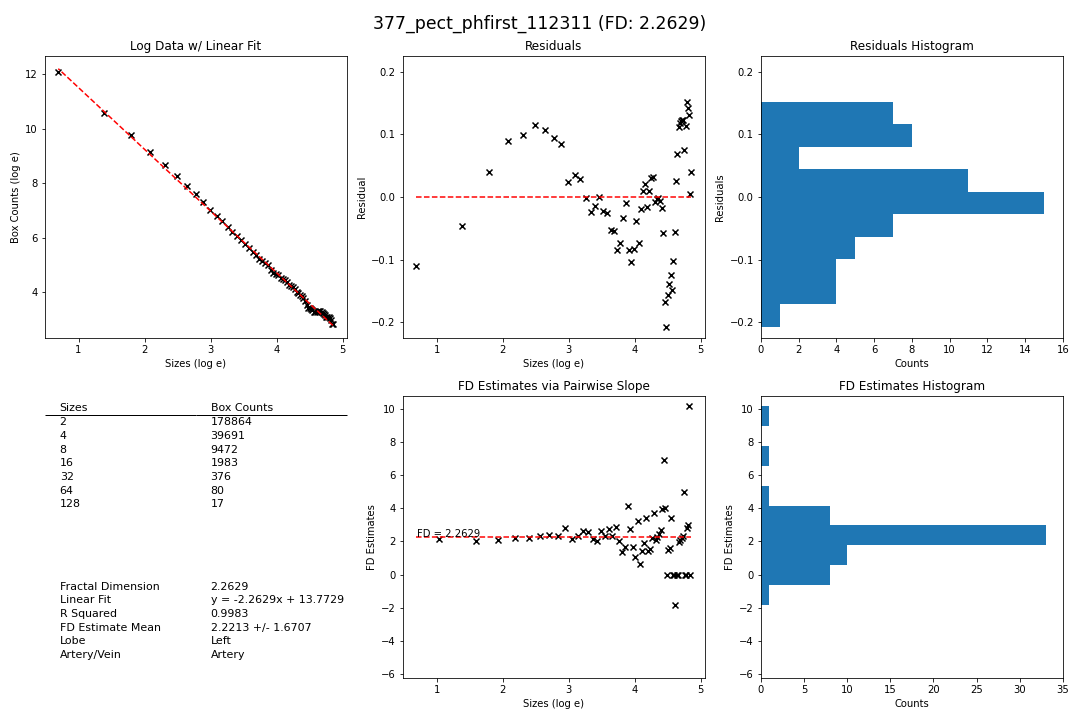 377_pect_phfirst_112311 (FD: 2.2629)
Log Data w/ Linear Fit
Box Counts (log e)
12
10
8
6
4
1 2 3 4 5
Sizes (log e)
Residuals
Residual
0.2
0.1
0.0
−0.1
−0.2
1 2 3 4 5
Sizes (log e)
Residuals Histogram
Residuals
0.2
0.1
0.0
−0.1
−0.2
0 2 4 6 8 10 12 14 16
Counts
Sizes Box Counts
2 178864
4 39691
8 9472
16 1983
32 376
64 80
128 17
Fractal Dimension 2.2629
Linear Fit y = -2.2629x + 13.7729
R Squared 0.9983
FD Estimate Mean 2.2213 +/- 1.6707
Lobe Left
Artery/Vein Artery
FD Estimates via Pairwise Slope
FD Estimates
10
8
6
4
2
0
−2
−4
−6
FD = 2.2629
1 2 3 4 5
Sizes (log e)
FD Estimates Histogram
FD Estimates
10
8
6
4
2
0
−2
−4
−6
0 5 10 15 20 25 30 35
Counts